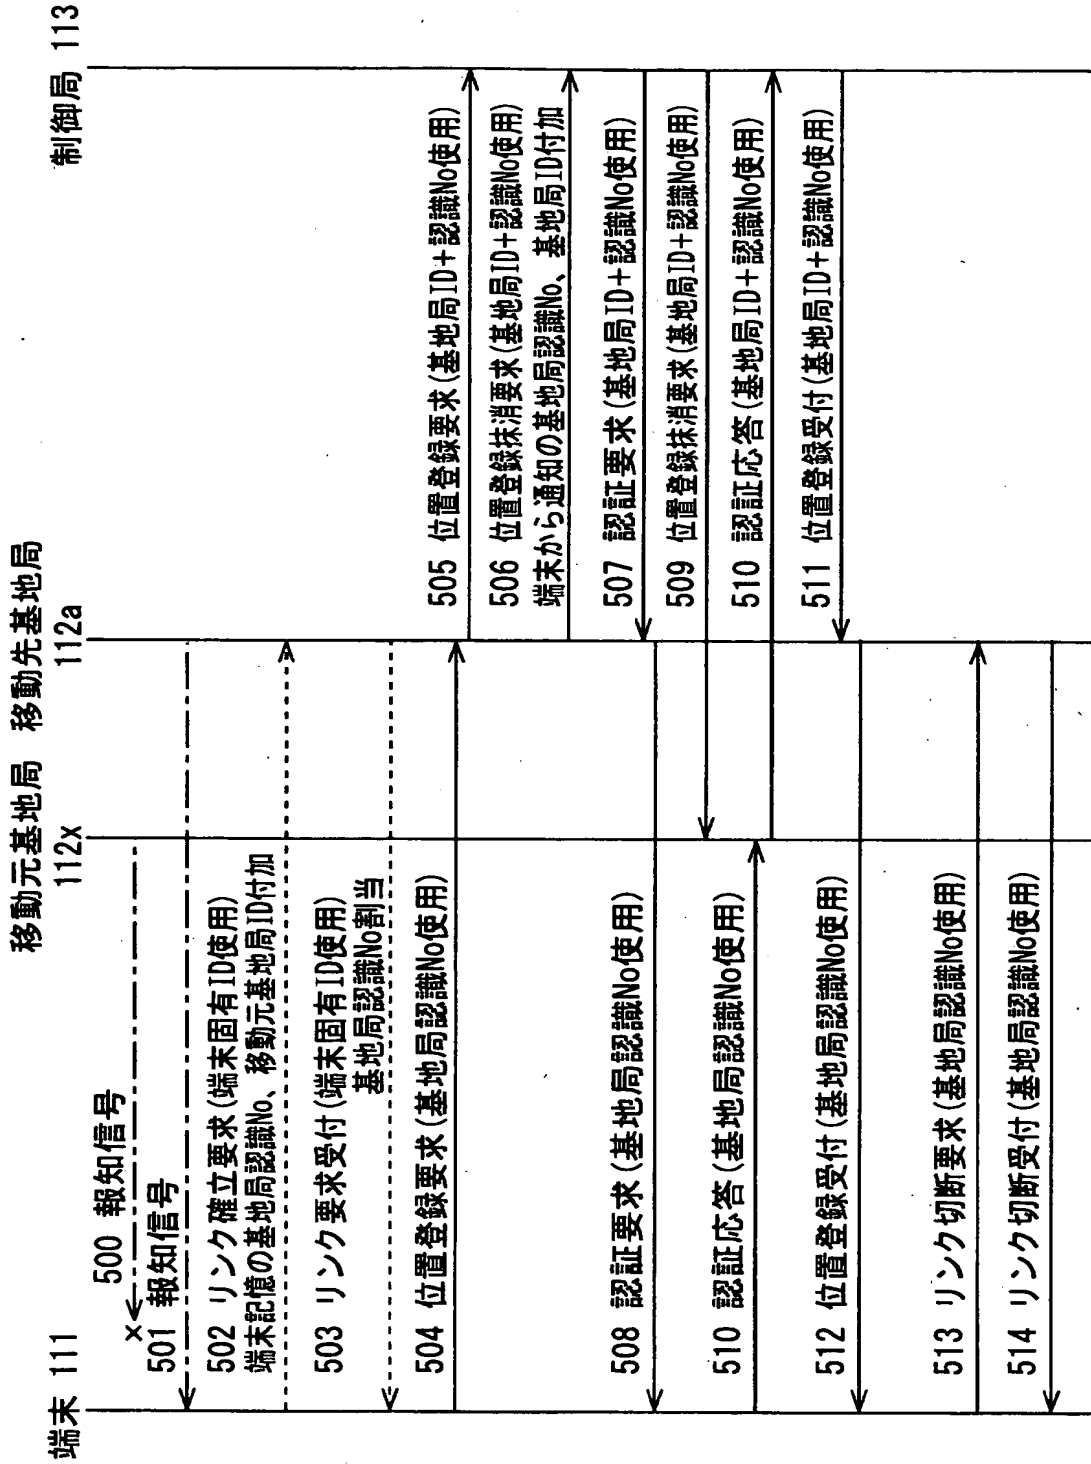 端末 111
移動元基地局 112x
移動先基地局 112a
制御局 113
500 報知信号
×
501 報知信号
502 リンク確立要求(端末固有ID使用)
端末記憶の基地局認識No、移動元基地局ID付加
503 リンク要求受付(端末固有ID使用)
基地局認識No割当
504 位置登録要求(基地局認識No使用)
505 位置登録要求(基地局ID+認識No使用)
506 位置登録抹消要求(基地局ID+認識No使用)
端末から通知の基地局認識No、基地局ID付加
507 認証要求(基地局ID+認識No使用)
508 認証要求(基地局認識No使用)
509 位置登録抹消要求(基地局ID+認識No使用)
510 認証応答(基地局認識No使用)
510 認証応答(基地局ID+認識No使用)
511 位置登録受付(基地局ID+認識No使用)
512 位置登録受付(基地局認識No使用)
513 リンク切断要求(基地局認識No使用)
514 リンク切断受付(基地局認識No使用)